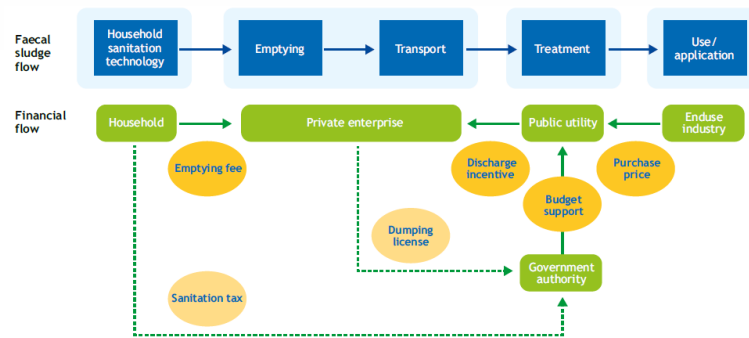 Faecal
sludge
flow
Household
sanitation
technology
Emptying
Transport
Treatment
Use/
application
Financial
flow
Household
Private enterprise
Public utility
Enduse
industry
Emptying fee
Discharge
incentive
Purchase
price
Budget
support
Dumping
license
Government
authority
Sanitation tax